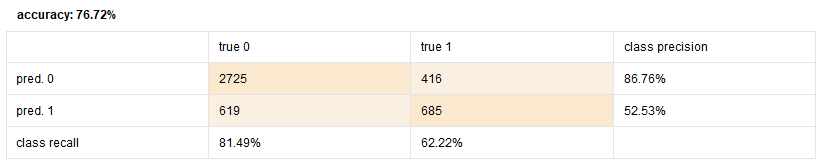 accuracy: 76.72%
true 0 true 1 class precision
pred. 0 2725 416 86.76%
pred. 1 619 685 52.53%
class recall 81.49% 62.22%